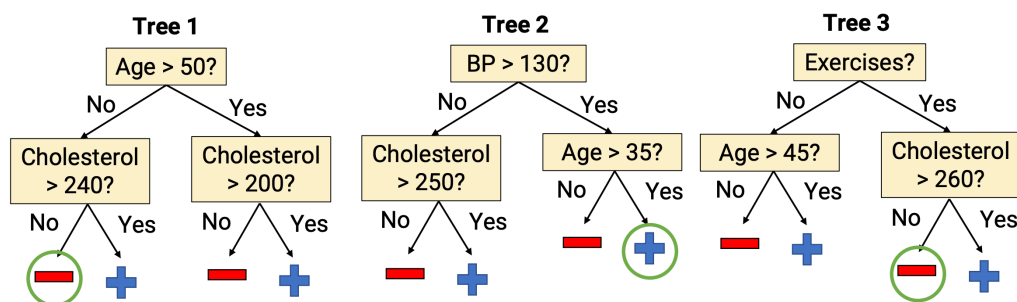 Tree 1
Age > 50?
No
Yes
Cholesterol
> 240?
No
Yes
Cholesterol
> 200?
No
Yes
Tree 2
BP > 130?
No
Yes
Cholesterol
> 250?
No
Yes
Age > 35?
No
Yes
Tree 3
Exercises?
No
Yes
Age > 45?
No
Yes
Cholesterol
> 260?
No
Yes